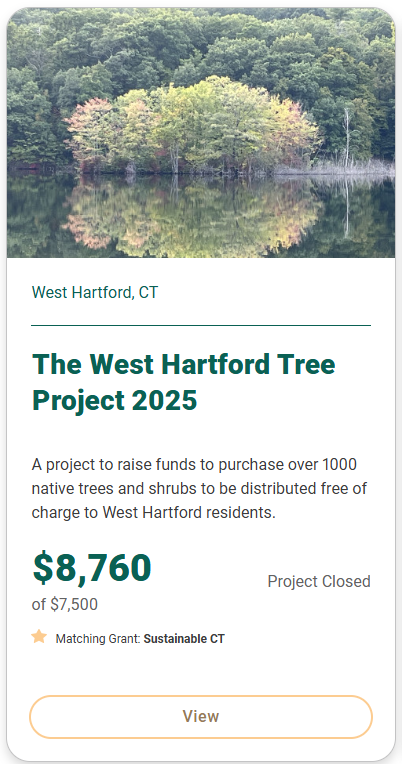 West Hartford, CT
The West Hartford Tree
Project 2025
A project to raise funds to purchase over 1000
native trees and shrubs to be distributed free of
charge to West Hartford residents.
$8,760
Project Closed
of $7,500
Matching Grant: Sustainable CT
View